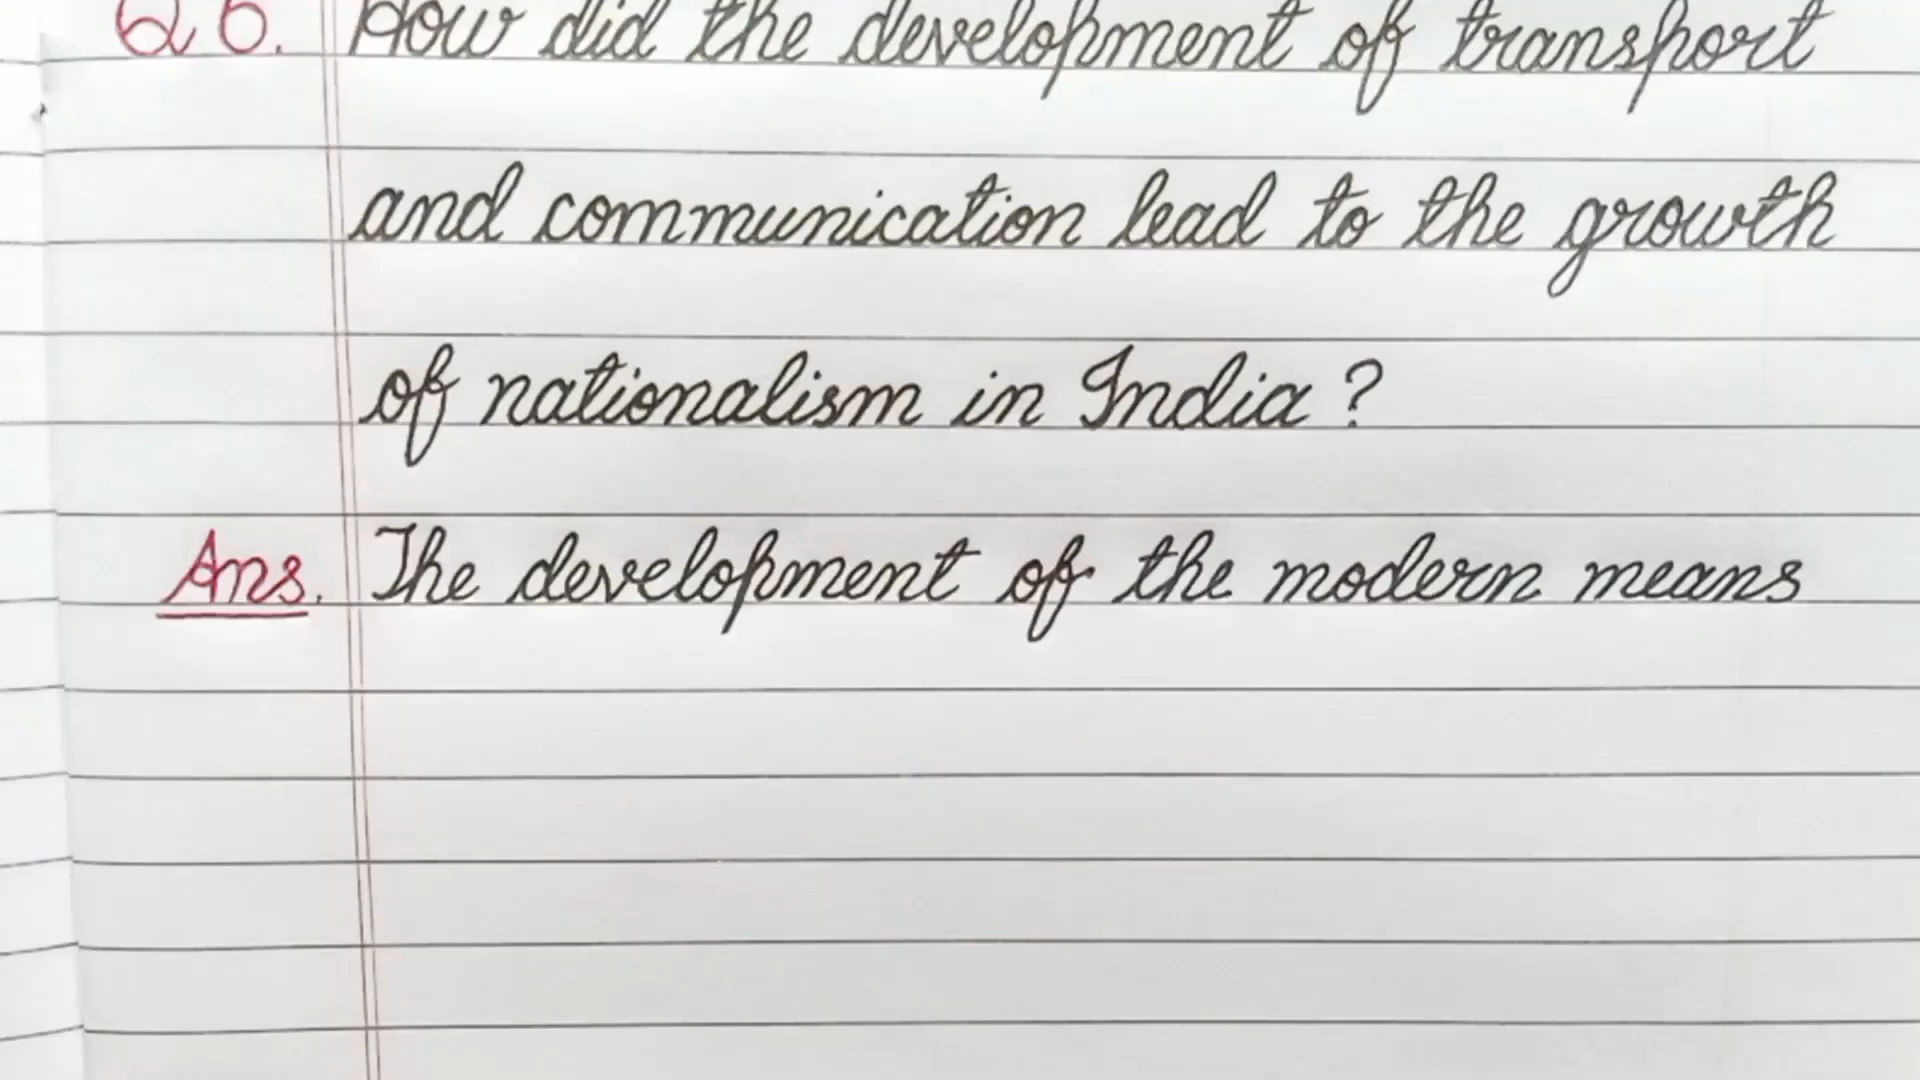 Q 6. How did the development of transport
and communication lead to the growth
of nationalism in India ?
Ans. The development of the modern means